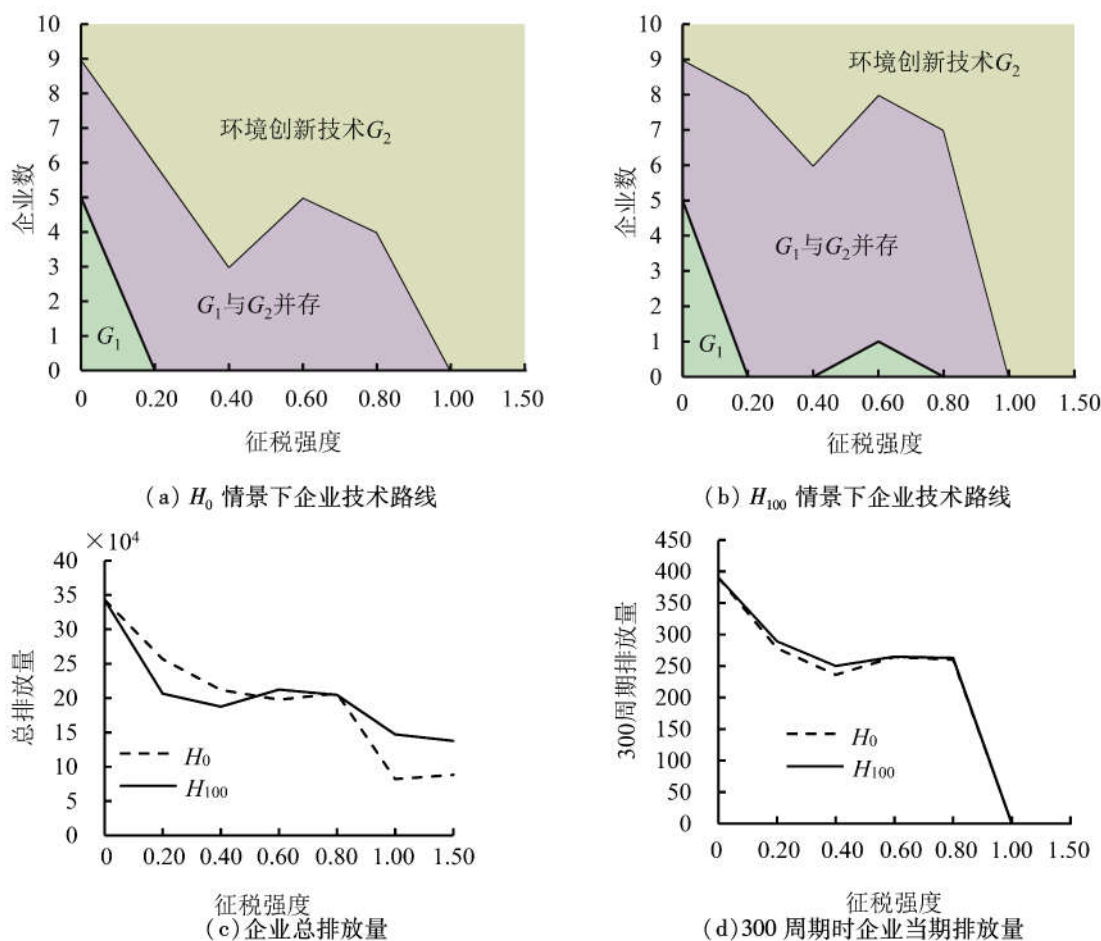 10
9
8
7
6
5
4
3
2
1
0
企业数
环境创新技术G₂
G₁与G₂并存
G₁
0 0.20 0.40 0.60 0.80 1.00 1.50
征税强度
(a) H₀ 情景下企业技术路线
10
9
8
7
6
5
4
3
2
1
0
企业数
环境创新技术G₂
G₁与G₂并存
G₁
0 0.20 0.40 0.60 0.80 1.00 1.50
征税强度
(b) H₁₀₀ 情景下企业技术路线
×10⁴
40
35
30
25
20
15
10
5
0
总排放量
H₀
H₁₀₀
0 0.20 0.40 0.60 0.80 1.00 1.50
征税强度
(c)企业总排放量
450
400
350
300
250
200
150
100
50
0
300周期排放量
H₀
H₁₀₀
0 0.20 0.40 0.60 0.80 1.00 1.50
征税强度
(d)300 周期时企业当期排放量